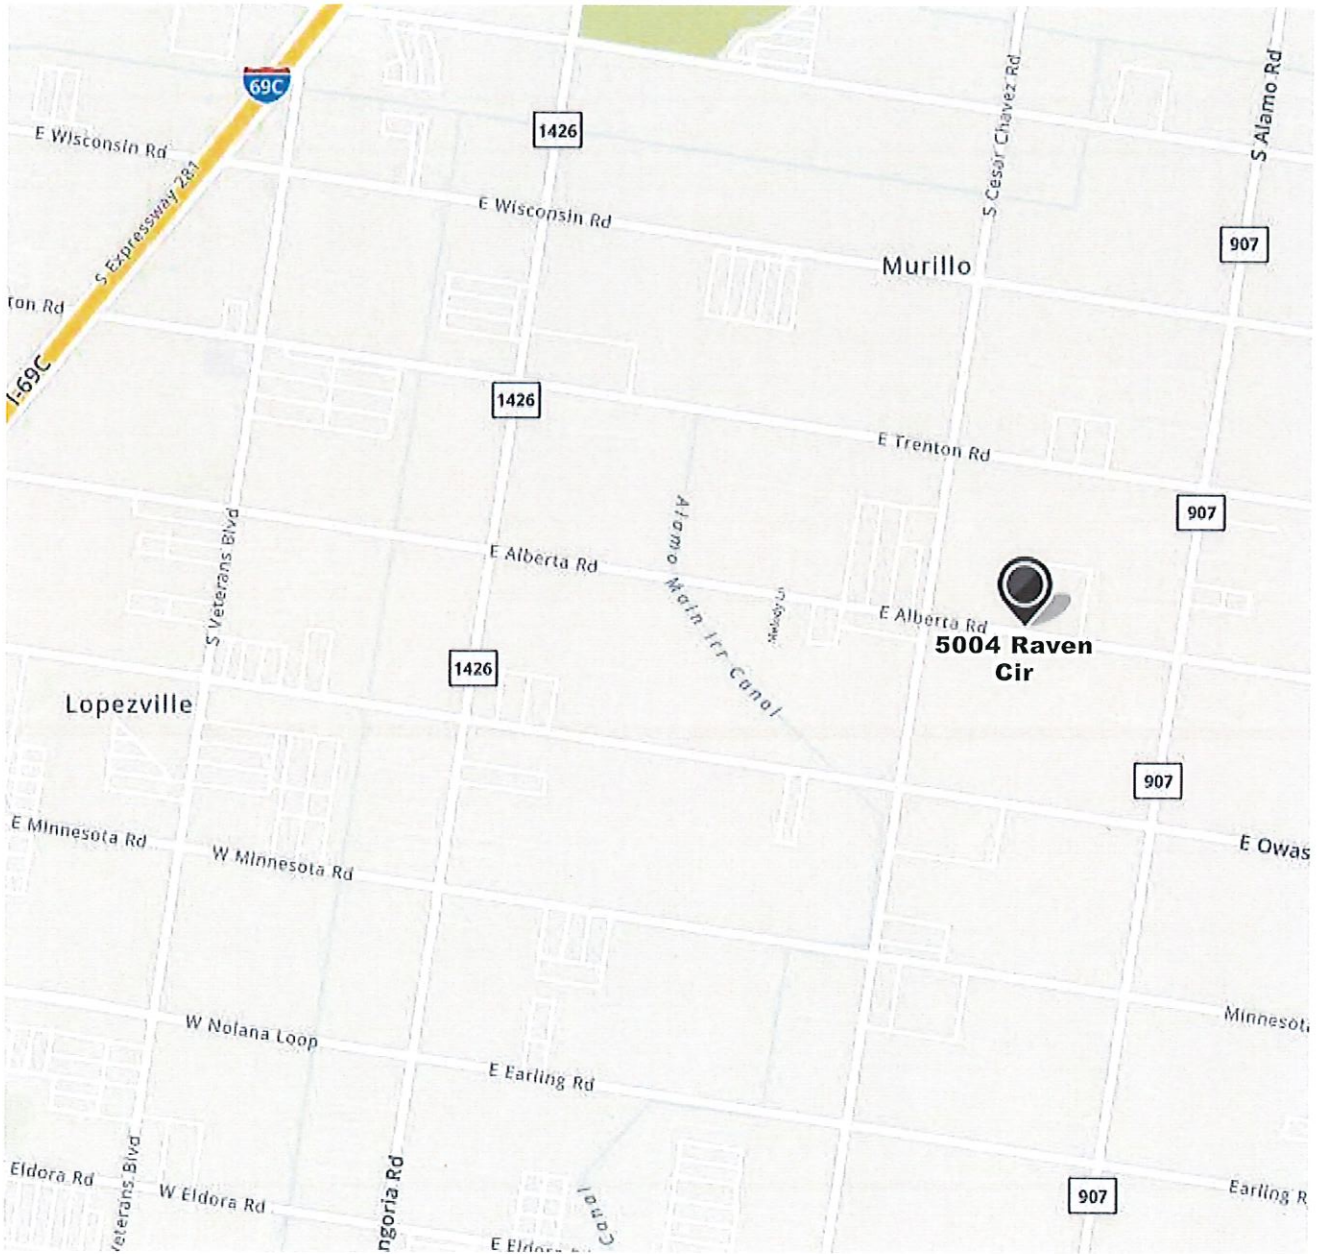 69C
E Wisconsin Rd
S Expressway 281
1426
S Cesar Chavez Rd
S Alamo Rd
E Wisconsin Rd
Murillo
907
ton Rd
I-69C
1426
E Trenton Rd
907
Alamo Main Irr Canal
S Veterans Blvd
E Alberta Rd
Melody Ln
E Alberta Rd
5004 Raven
Cir
1426
Lopezville
907
E Minnesota Rd
W Minnesota Rd
E Owas
W Nolana Loop
E Earling Rd
Minnesot
Veterans Blvd
ngoria Rd
Eldora Rd
W Eldora Rd
Canal
907
Earling R
E Eldora